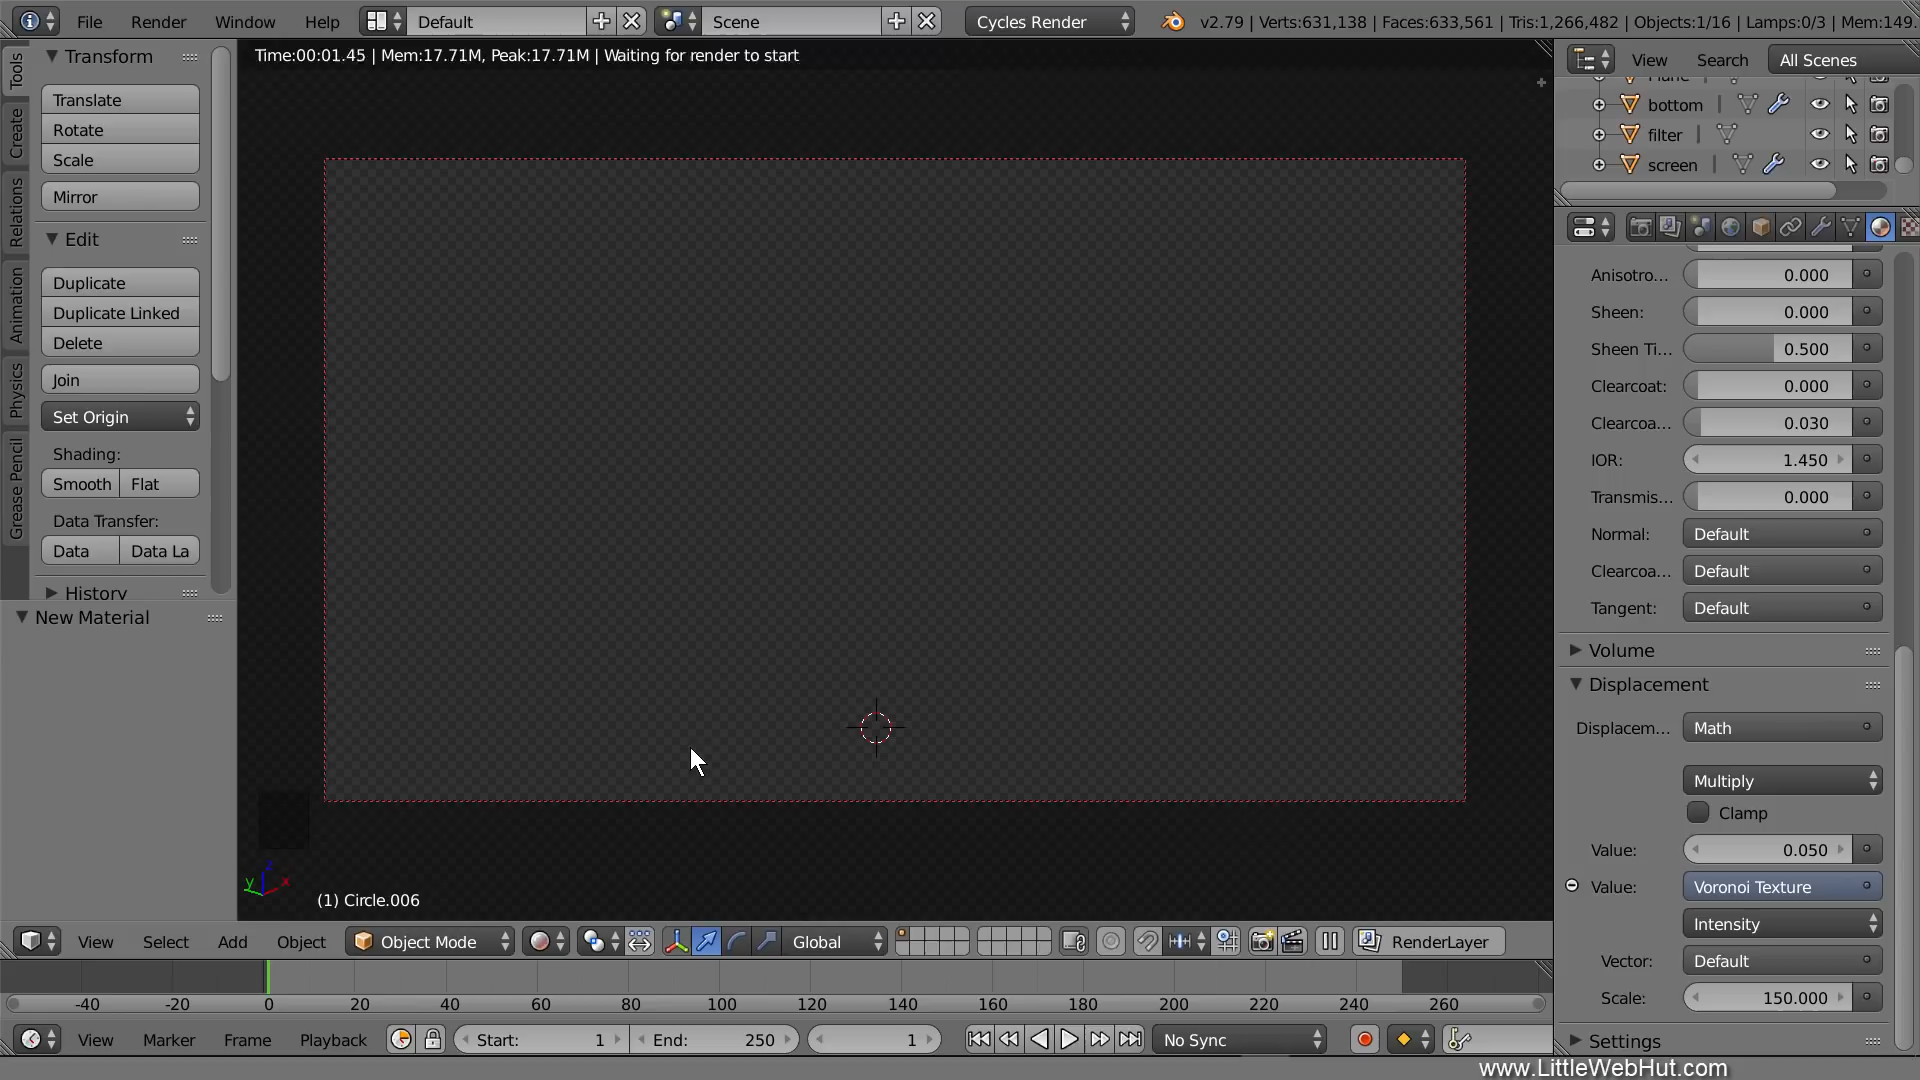 File Render Window Help Default Scene Cycles Render v2.79 | Verts:631,138 | Faces:633,561 | Tris:1,266,482 | Objects:1/16 | Lamps:0/3 | Mem:149.
Time:00:01.45 | Mem:17.71M, Peak:17.71M | Waiting for render to start
Tools
Create
Relations
Animation
Physics
Grease Pencil
Transform
Translate
Rotate
Scale
Mirror
Edit
Duplicate
Duplicate Linked
Delete
Join
Set Origin
Shading:
Smooth Flat
Data Transfer:
Data Data La
History
New Material
View Search All Scenes
Plane
bottom
filter
screen
Anisotro... 0.000
Sheen: 0.000
Sheen Ti... 0.500
Clearcoat: 0.000
Clearcoa... 0.030
IOR: 1.450
Transmis... 0.000
Normal: Default
Clearcoa... Default
Tangent: Default
Volume
Displacement
Displacem... Math
Multiply
Clamp
Value: 0.050
Value: Voronoi Texture
Intensity
Vector: Default
Scale: 150.000
Settings
z
y x
(1) Circle.006
View Select Add Object Object Mode Global RenderLayer
-40 -20 0 20 40 60 80 100 120 140 160 180 200 220 240 260
View Marker Frame Playback Start: 1 End: 250 1 No Sync
www.LittleWebHut.com